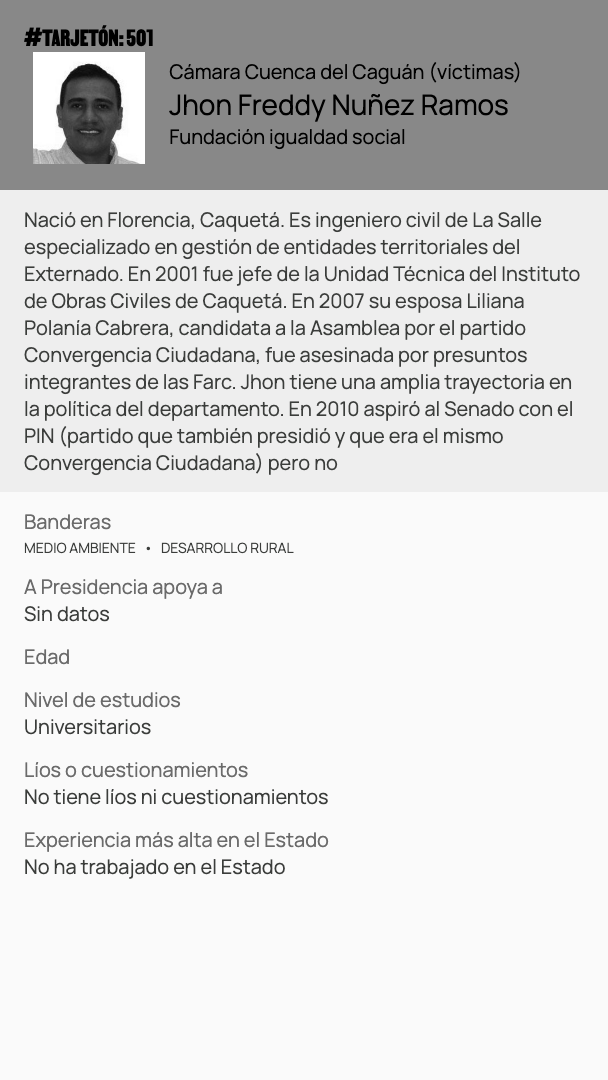 #TARJETÓN: 501
Cámara Cuenca del Caguán (víctimas)
Jhon Freddy Nuñez Ramos
Fundación igualdad social
Nació en Florencia, Caquetá. Es ingeniero civil de La Salle
especializado en gestión de entidades territoriales del
Externado. En 2001 fue jefe de la Unidad Técnica del Instituto
de Obras Civiles de Caquetá. En 2007 su esposa Liliana
Polanía Cabrera, candidata a la Asamblea por el partido
Convergencia Ciudadana, fue asesinada por presuntos
integrantes de las Farc. Jhon tiene una amplia trayectoria en
la política del departamento. En 2010 aspiró al Senado con el
PIN (partido que también presidió y que era el mismo
Convergencia Ciudadana) pero no
Banderas
MEDIO AMBIENTE • DESARROLLO RURAL
A Presidencia apoya a
Sin datos
Edad
Nivel de estudios
Universitarios
Líos o cuestionamientos
No tiene líos ni cuestionamientos
Experiencia más alta en el Estado
No ha trabajado en el Estado